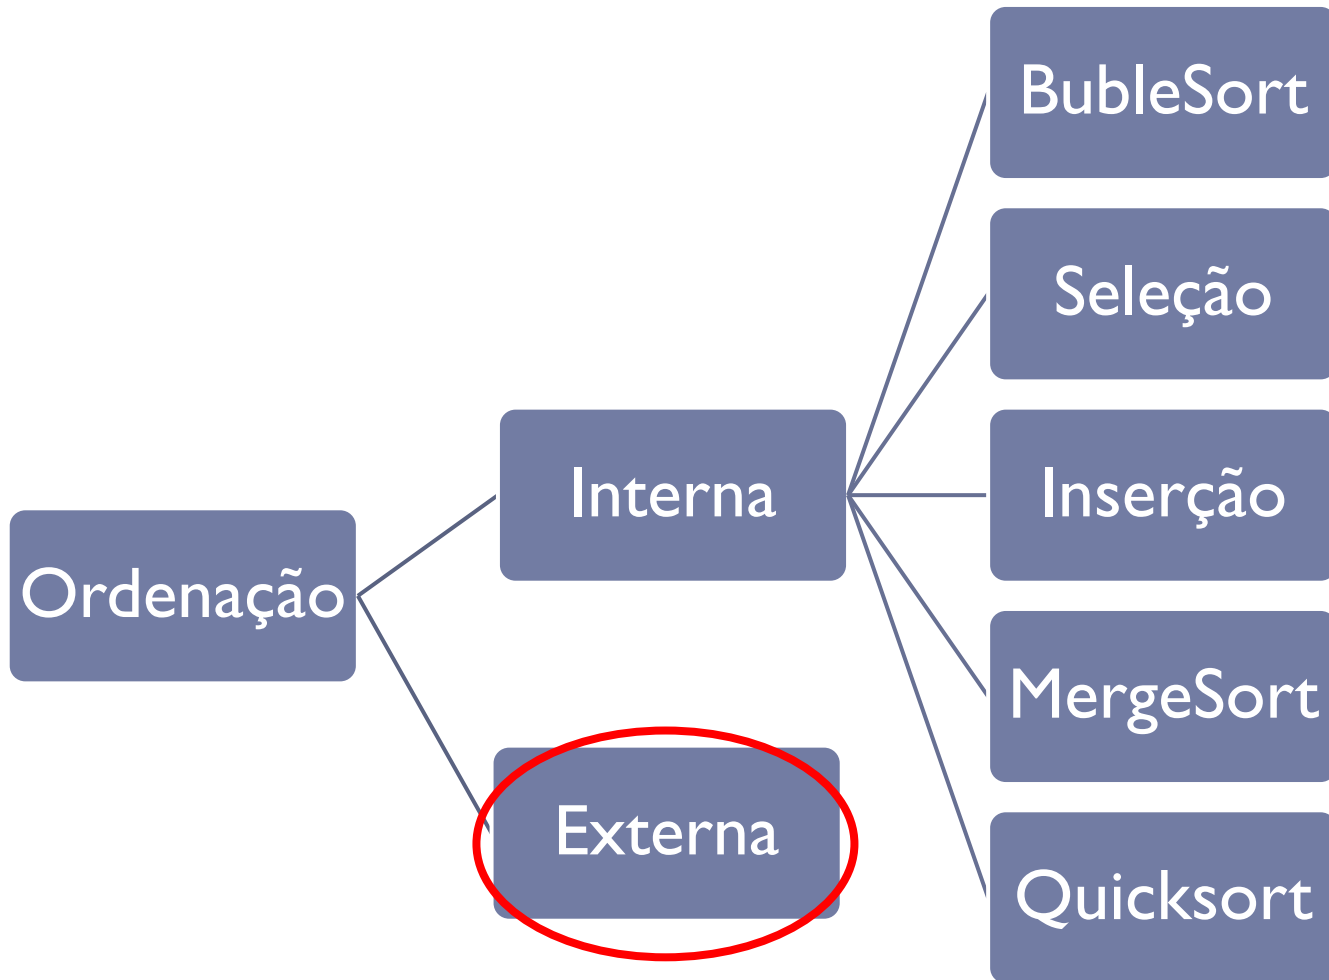 Ordenação
Interna
Externa
BubleSort
Seleção
Inserção
MergeSort
Quicksort